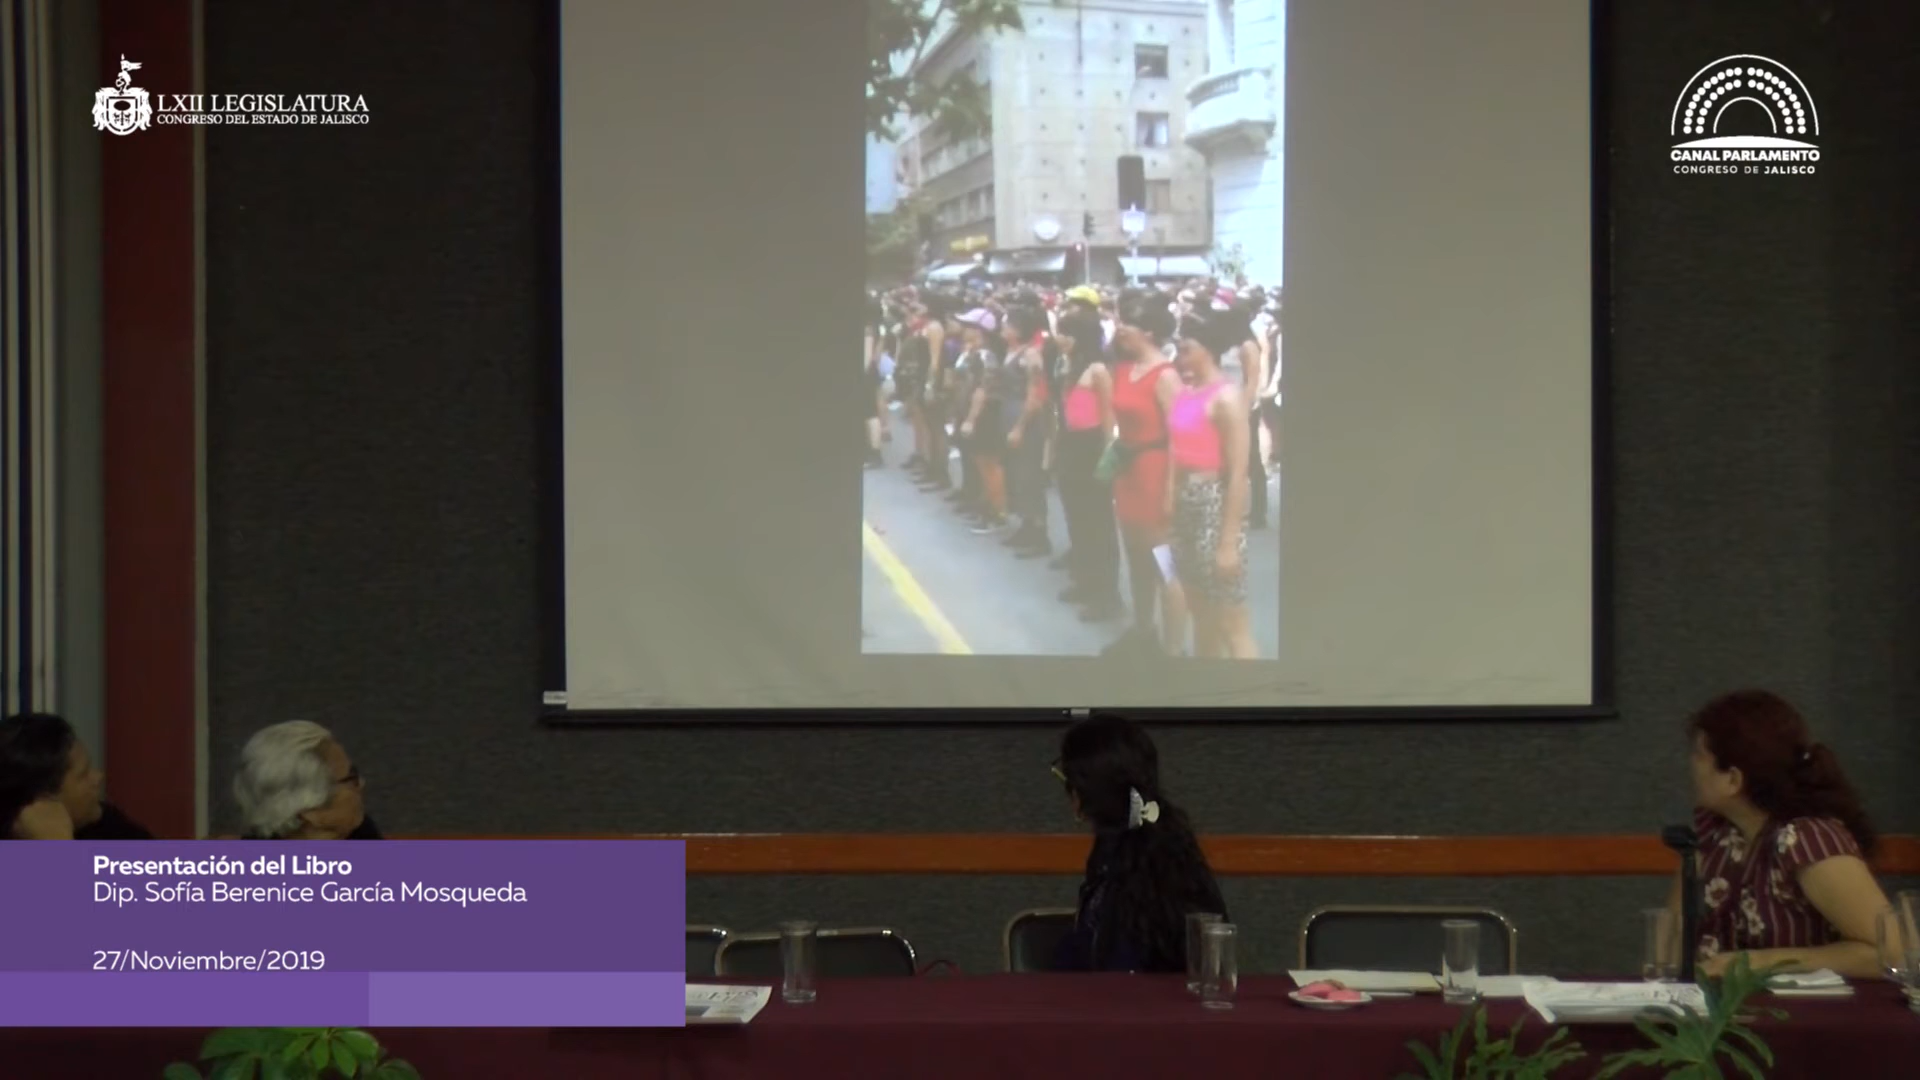 LXII LEGISLATURA
CONGRESO DEL ESTADO DE JALISCO
CANAL PARLAMENTO
CONGRESO DE JALISCO
Presentación del Libro
Dip. Sofía Berenice García Mosqueda
27/Noviembre/2019